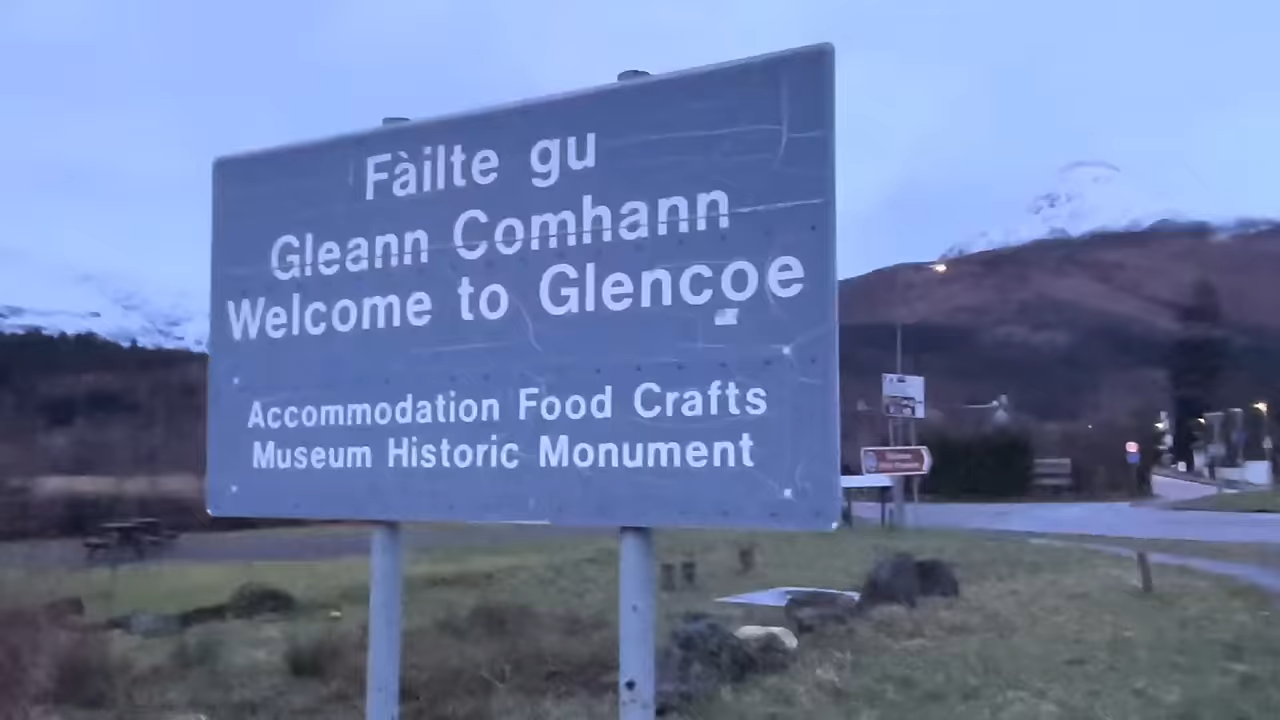 Fàilte gu
Gleann Comhann
Welcome to Glencoe
Accommodation Food Crafts
Museum Historic Monument